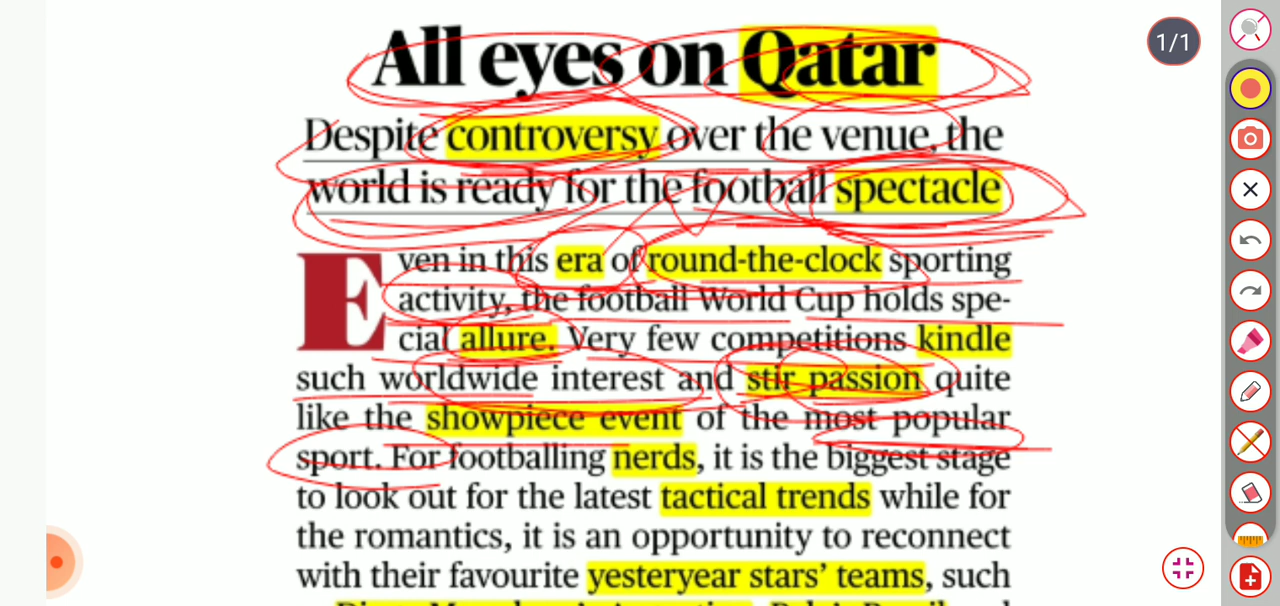 1/1
All eyes on Qatar
Despite controversy over the venue, the
world is ready for the football spectacle
Even in this era of round-the-clock sporting
activity, the football World Cup holds spe-
cial allure. Very few competitions kindle
such worldwide interest and stir passion quite
like the showpiece event of the most popular
sport. For footballing nerds, it is the biggest stage
to look out for the latest tactical trends while for
the romantics, it is an opportunity to reconnect
with their favourite yesteryear stars' teams, such